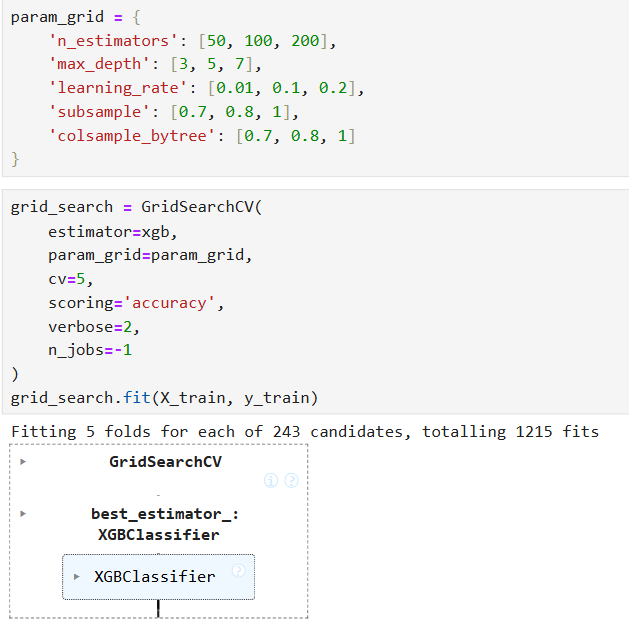 param_grid = {
    'n_estimators': [50, 100, 200],
    'max_depth': [3, 5, 7],
    'learning_rate': [0.01, 0.1, 0.2],
    'subsample': [0.7, 0.8, 1],
    'colsample_bytree': [0.7, 0.8, 1]
}
grid_search = GridSearchCV(
    estimator=xgb,
    param_grid=param_grid,
    cv=5,
    scoring='accuracy',
    verbose=2,
    n_jobs=-1
)
grid_search.fit(X_train, y_train)
Fitting 5 folds for each of 243 candidates, totalling 1215 fits
▸ GridSearchCV
i ?
▸ best_estimator_:
XGBClassifier
▸ XGBClassifier ?